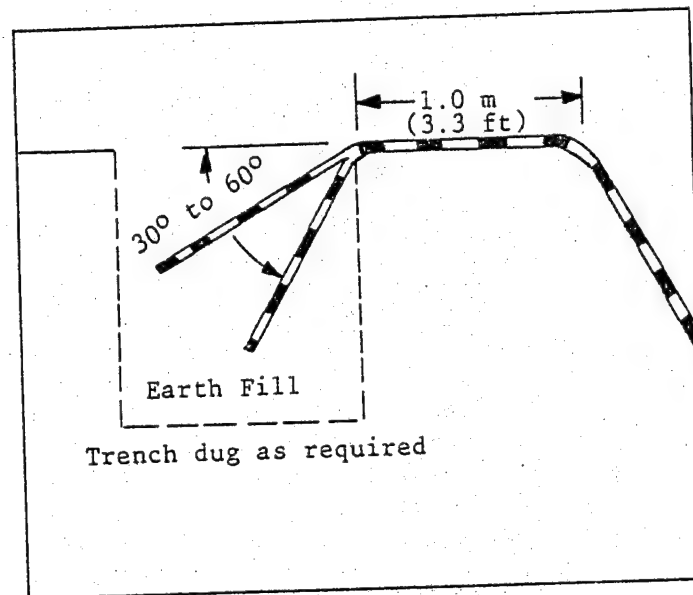 1.0 m
(3.3 ft)
30° to 60°
Earth Fill
Trench dug as required